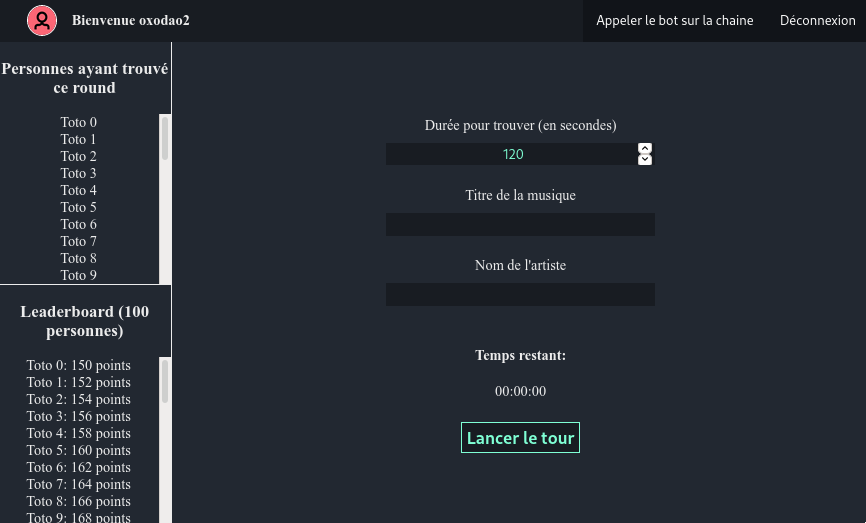 Bienvenue oxodao2
Appeler le bot sur la chaine
Déconnexion
Personnes ayant trouvé
ce round
Toto 0
Toto 1
Toto 2
Toto 3
Toto 4
Toto 5
Toto 6
Toto 7
Toto 8
Toto 9
Leaderboard (100
personnes)
Toto 0: 150 points
Toto 1: 152 points
Toto 2: 154 points
Toto 3: 156 points
Toto 4: 158 points
Toto 5: 160 points
Toto 6: 162 points
Toto 7: 164 points
Toto 8: 166 points
Toto 9: 168 points
Durée pour trouver (en secondes)
120
Titre de la musique
Nom de l'artiste
Temps restant:
00:00:00
Lancer le tour